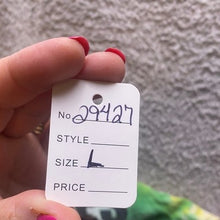 No 29427
STYLE
SIZE L
PRICE